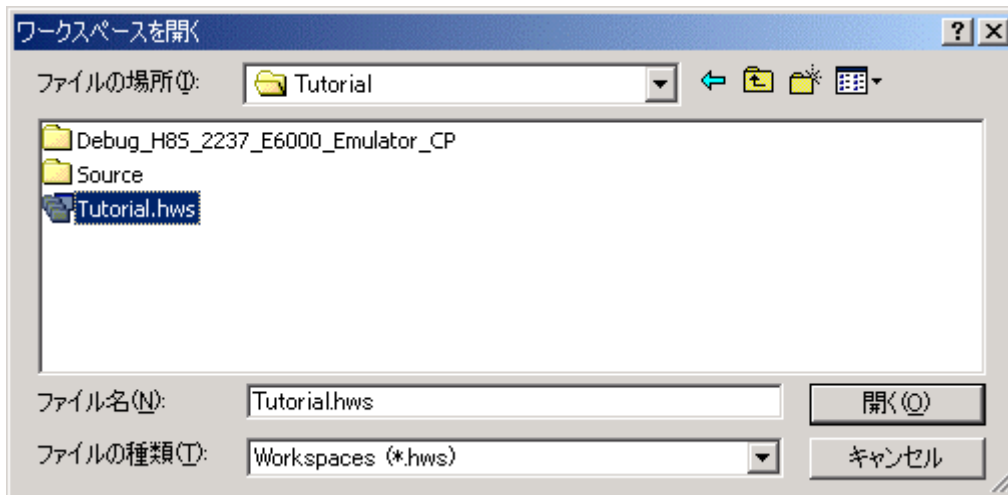 ワークスペースを開く
ファイルの場所(I): Tutorial
Debug_H8S_2237_E6000_Emulator_CP
Source
Tutorial.hws
ファイル名(N): Tutorial.hws 開く(O)
ファイルの種類(T): Workspaces (*.hws) キャンセル